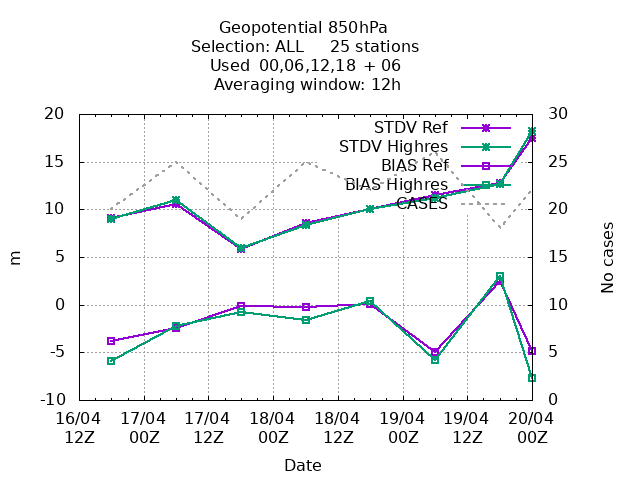 Geopotential 850hPa
Selection: ALL     25 stations
Used  00,06,12,18 + 06
Averaging window: 12h
20
15
10
5
0
-5
-10
m
30
25
20
15
10
5
0
No cases
STDV Ref
STDV Highres
BIAS Ref
BIAS Highres
CASES
16/04 17/04 17/04 18/04 18/04 19/04 19/04 20/04
12Z 00Z 12Z 00Z 12Z 00Z 12Z 00Z
Date